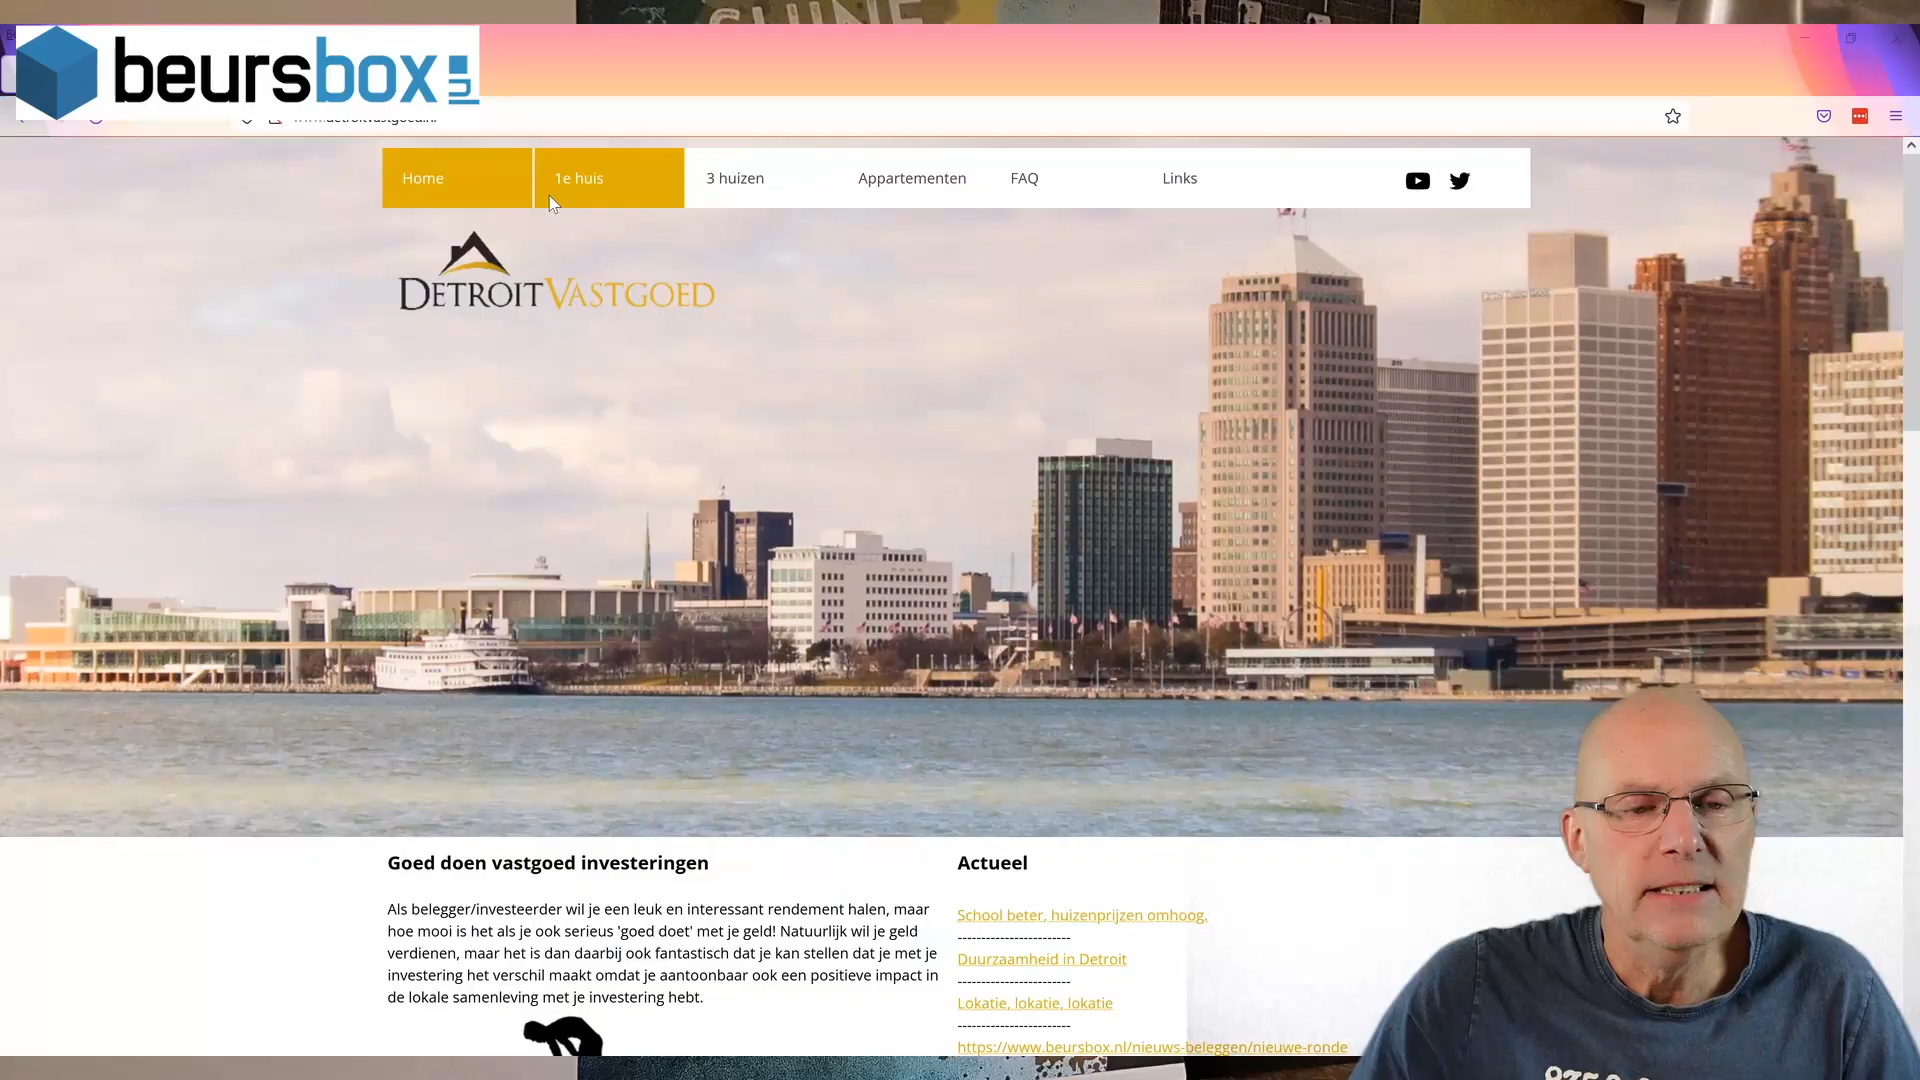 beursbox.nl
Home
1e huis
3 huizen
Appartementen
FAQ
Links
DETROITVASTGOED
Goed doen vastgoed investeringen
Als belegger/investeerder wil je een leuk en interessant rendement halen, maar
hoe mooi is het als je ook serieus 'goed doet' met je geld! Natuurlijk wil je geld
verdienen, maar het is dan daarbij ook fantastisch dat je kan stellen dat je met je
investering het verschil maakt omdat je aantoonbaar ook een positieve impact in
de lokale samenleving met je investering hebt.
Actueel
School beter, huizenprijzen omhoog.
------------------------
Duurzaamheid in Detroit
------------------------
Lokatie, lokatie, lokatie
------------------------
https://www.beursbox.nl/nieuws-beleggen/nieuwe-ronde